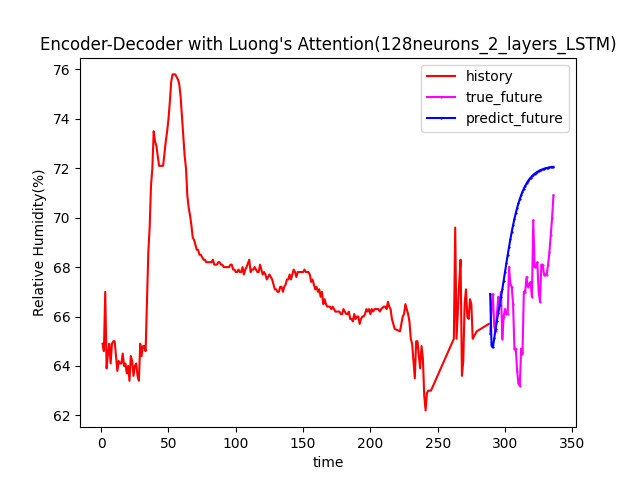 Encoder-Decoder with Luong's Attention(128neurons_2_layers_LSTM)
history
true_future
predict_future
Relative Humidity(%)
76
74
72
70
68
66
64
62
0 50 100 150 200 250 300 350
time